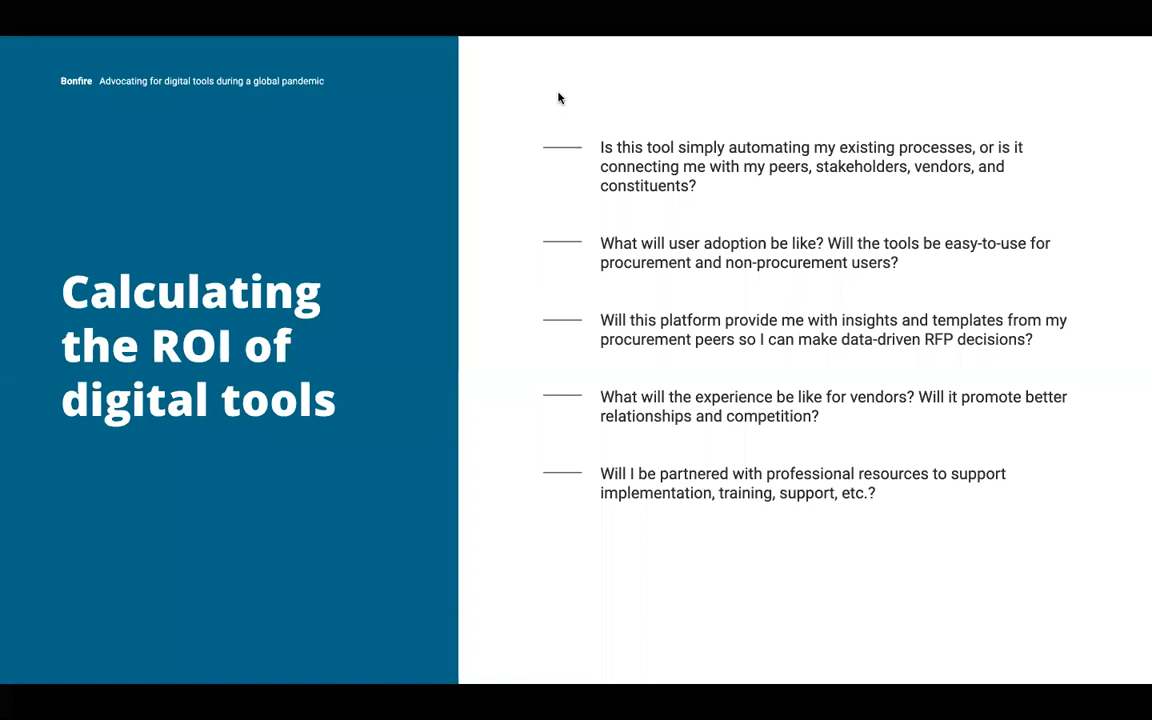 Bonfire Advocating for digital tools during a global pandemic
Calculating
the ROI of
digital tools
Is this tool simply automating my existing processes, or is it
connecting me with my peers, stakeholders, vendors, and
constituents?
What will user adoption be like? Will the tools be easy-to-use for
procurement and non-procurement users?
Will this platform provide me with insights and templates from my
procurement peers so I can make data-driven RFP decisions?
What will the experience be like for vendors? Will it promote better
relationships and competition?
Will I be partnered with professional resources to support
implementation, training, support, etc.?